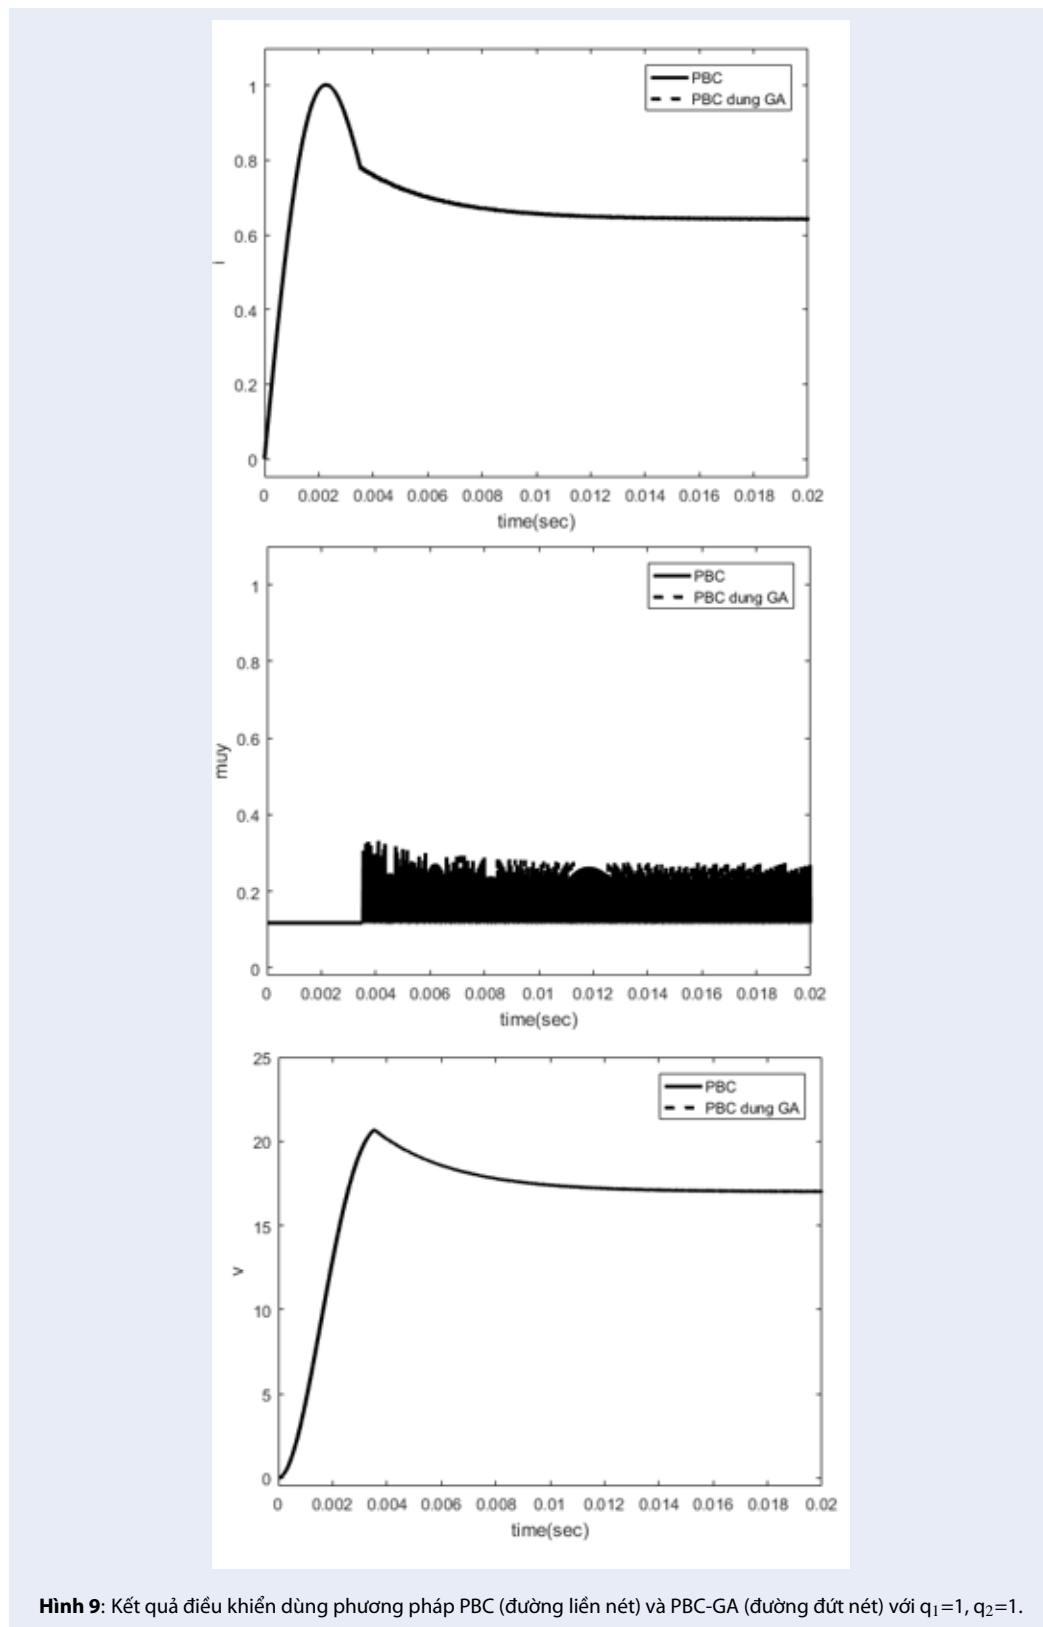 PBC
PBC dung GA
1
0.8
0.6
0.4
0.2
0
i
0 0.002 0.004 0.006 0.008 0.01 0.012 0.014 0.016 0.018 0.02
time(sec)
PBC
PBC dung GA
1
0.8
0.6
0.4
0.2
0
muy
0 0.002 0.004 0.006 0.008 0.01 0.012 0.014 0.016 0.018 0.02
time(sec)
PBC
PBC dung GA
25
20
15
10
5
0
v
0 0.002 0.004 0.006 0.008 0.01 0.012 0.014 0.016 0.018 0.02
time(sec)
Hình 9: Kết quả điều khiển dùng phương pháp PBC (đường liền nét) và PBC-GA (đường đứt nét) với q₁=1, q₂=1.